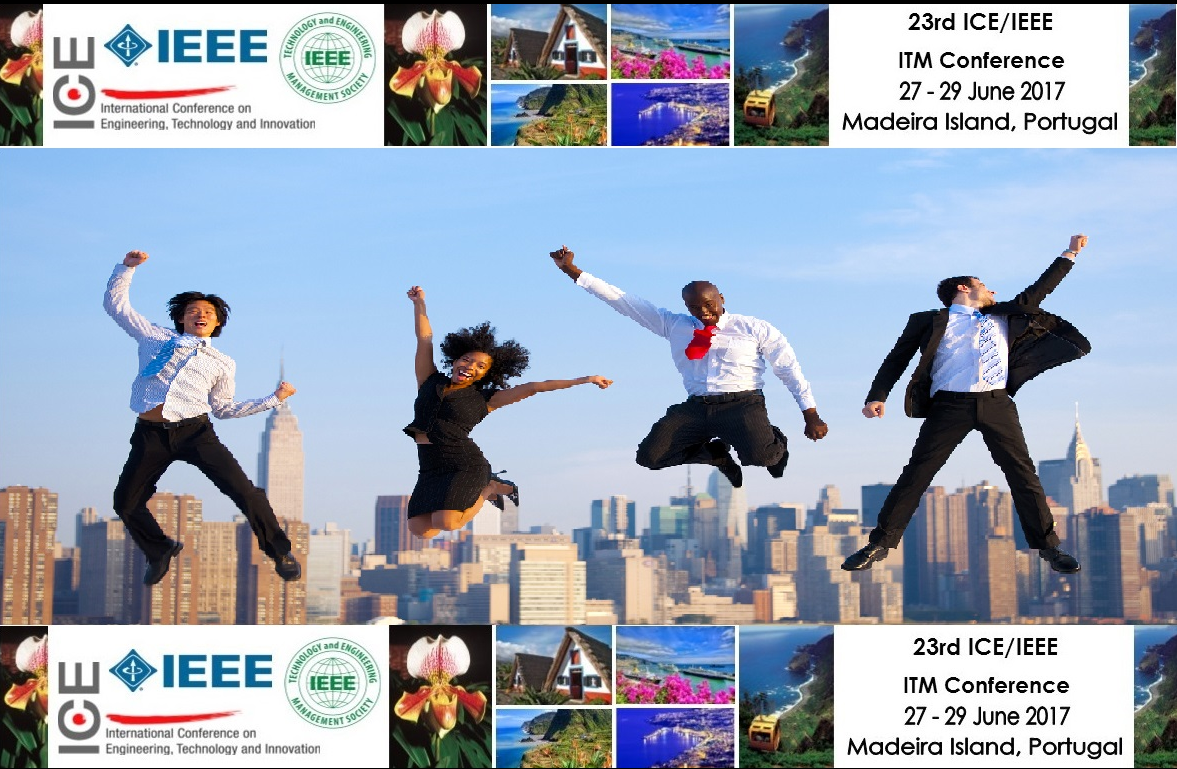 ICE
IEEE
TECHNOLOGY and ENGINEERING
IEEE
MANAGEMENT SOCIETY
International Conference on
Engineering, Technology and Innovation
23rd ICE/IEEE
ITM Conference
27 - 29 June 2017
Madeira Island, Portugal
ICE
IEEE
TECHNOLOGY and ENGINEERING
IEEE
MANAGEMENT SOCIETY
International Conference on
Engineering, Technology and Innovation
23rd ICE/IEEE
ITM Conference
27 - 29 June 2017
Madeira Island, Portugal